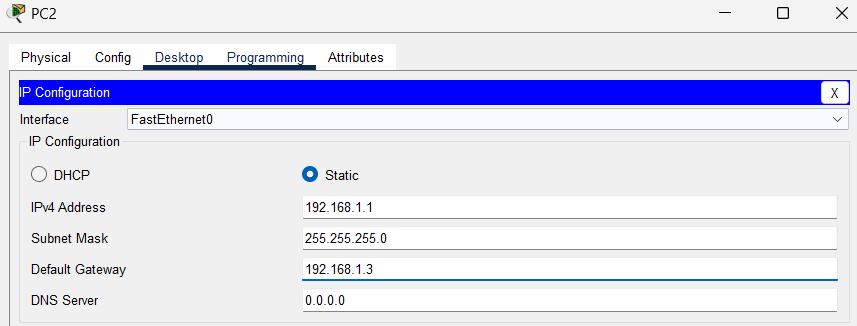 PC2
Physical Config Desktop Programming Attributes
IP Configuration X
Interface FastEthernet0
IP Configuration
DHCP Static
IPv4 Address 192.168.1.1
Subnet Mask 255.255.255.0
Default Gateway 192.168.1.3
DNS Server 0.0.0.0